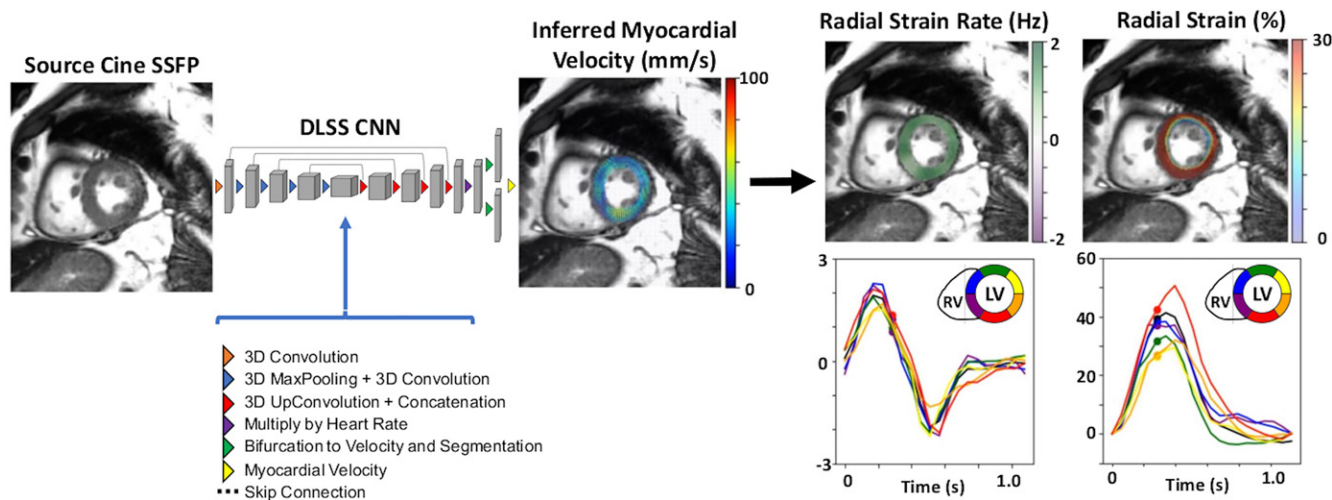 Source Cine SSFP
DLSS CNN
Inferred Myocardial
Velocity (mm/s)
100
0
Radial Strain Rate (Hz)
2
0
-2
Radial Strain (%)
30
0
3D Convolution
3D MaxPooling + 3D Convolution
3D UpConvolution + Concatenation
Multiply by Heart Rate
Bifurcation to Velocity and Segmentation
Myocardial Velocity
Skip Connection
3
0
-3
RV
LV
0
1.0
Time (s)
60
40
20
0
RV
LV
0
1.0
Time (s)